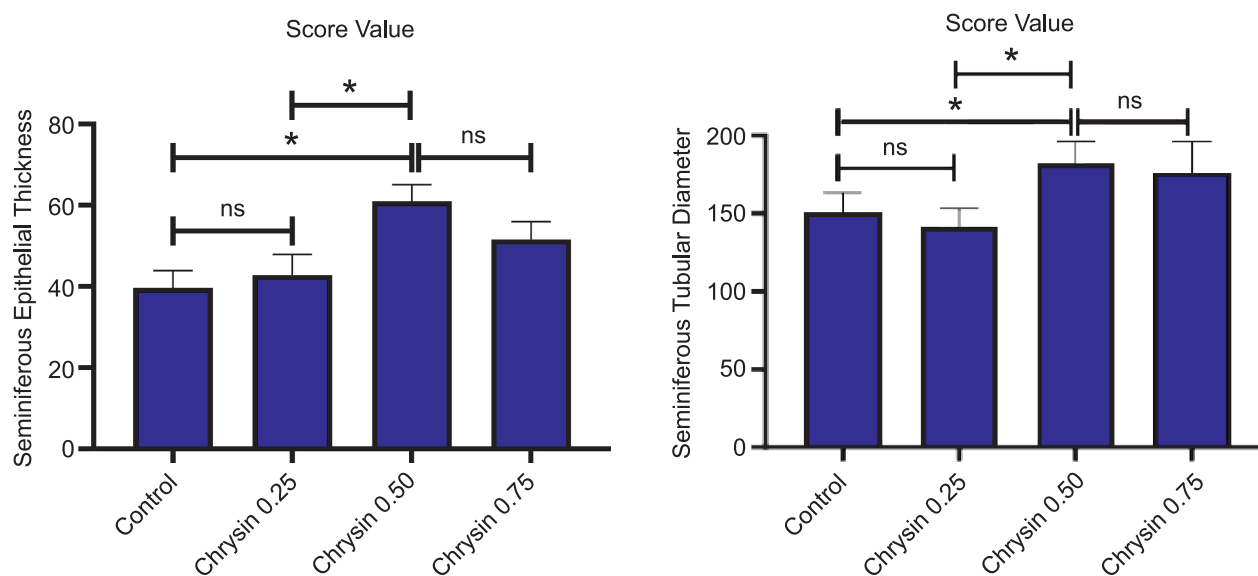 Score Value
Seminiferous Epithelial Thickness
80
60
40
20
0
*
*
ns
ns
Control
Chrysin 0.25
Chrysin 0.50
Chrysin 0.75
Score Value
Seminiferous Tubular Diameter
200
150
100
50
0
*
*
ns
ns
Control
Chrysin 0.25
Chrysin 0.50
Chrysin 0.75